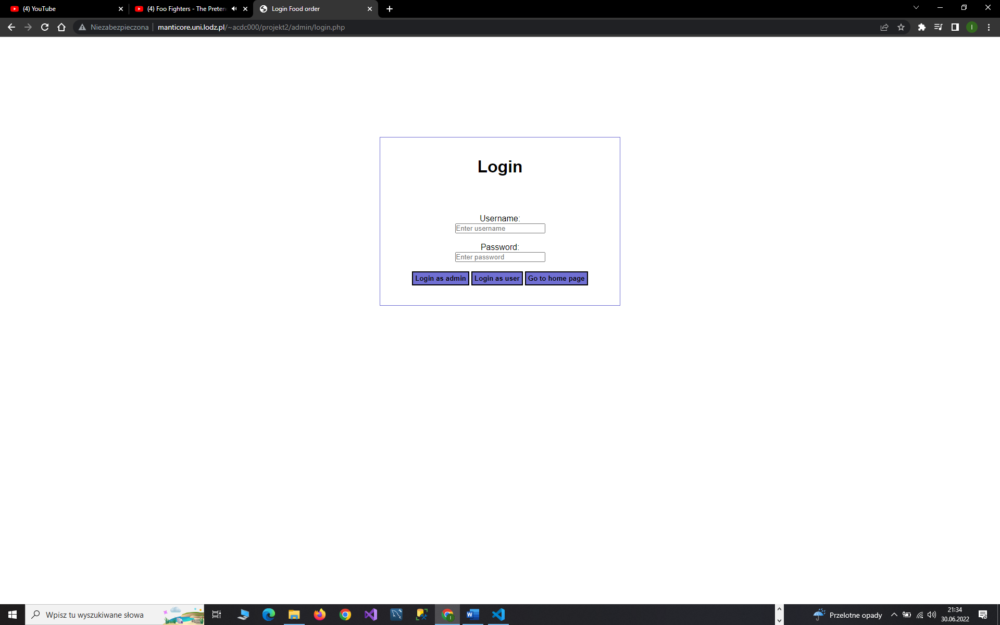 (4) YouTube
(4) Foo Fighters - The Preten
Login Food order
Niezabezpieczona
manticore.uni.lodz.pl/~acdc000/projekt2/admin/login.php
I
Login
Username:
Enter username
Password:
Enter password
Login as admin
Login as user
Go to home page
Wpisz tu wyszukiwane słowa
Przelotne opady
21:34
30.06.2022